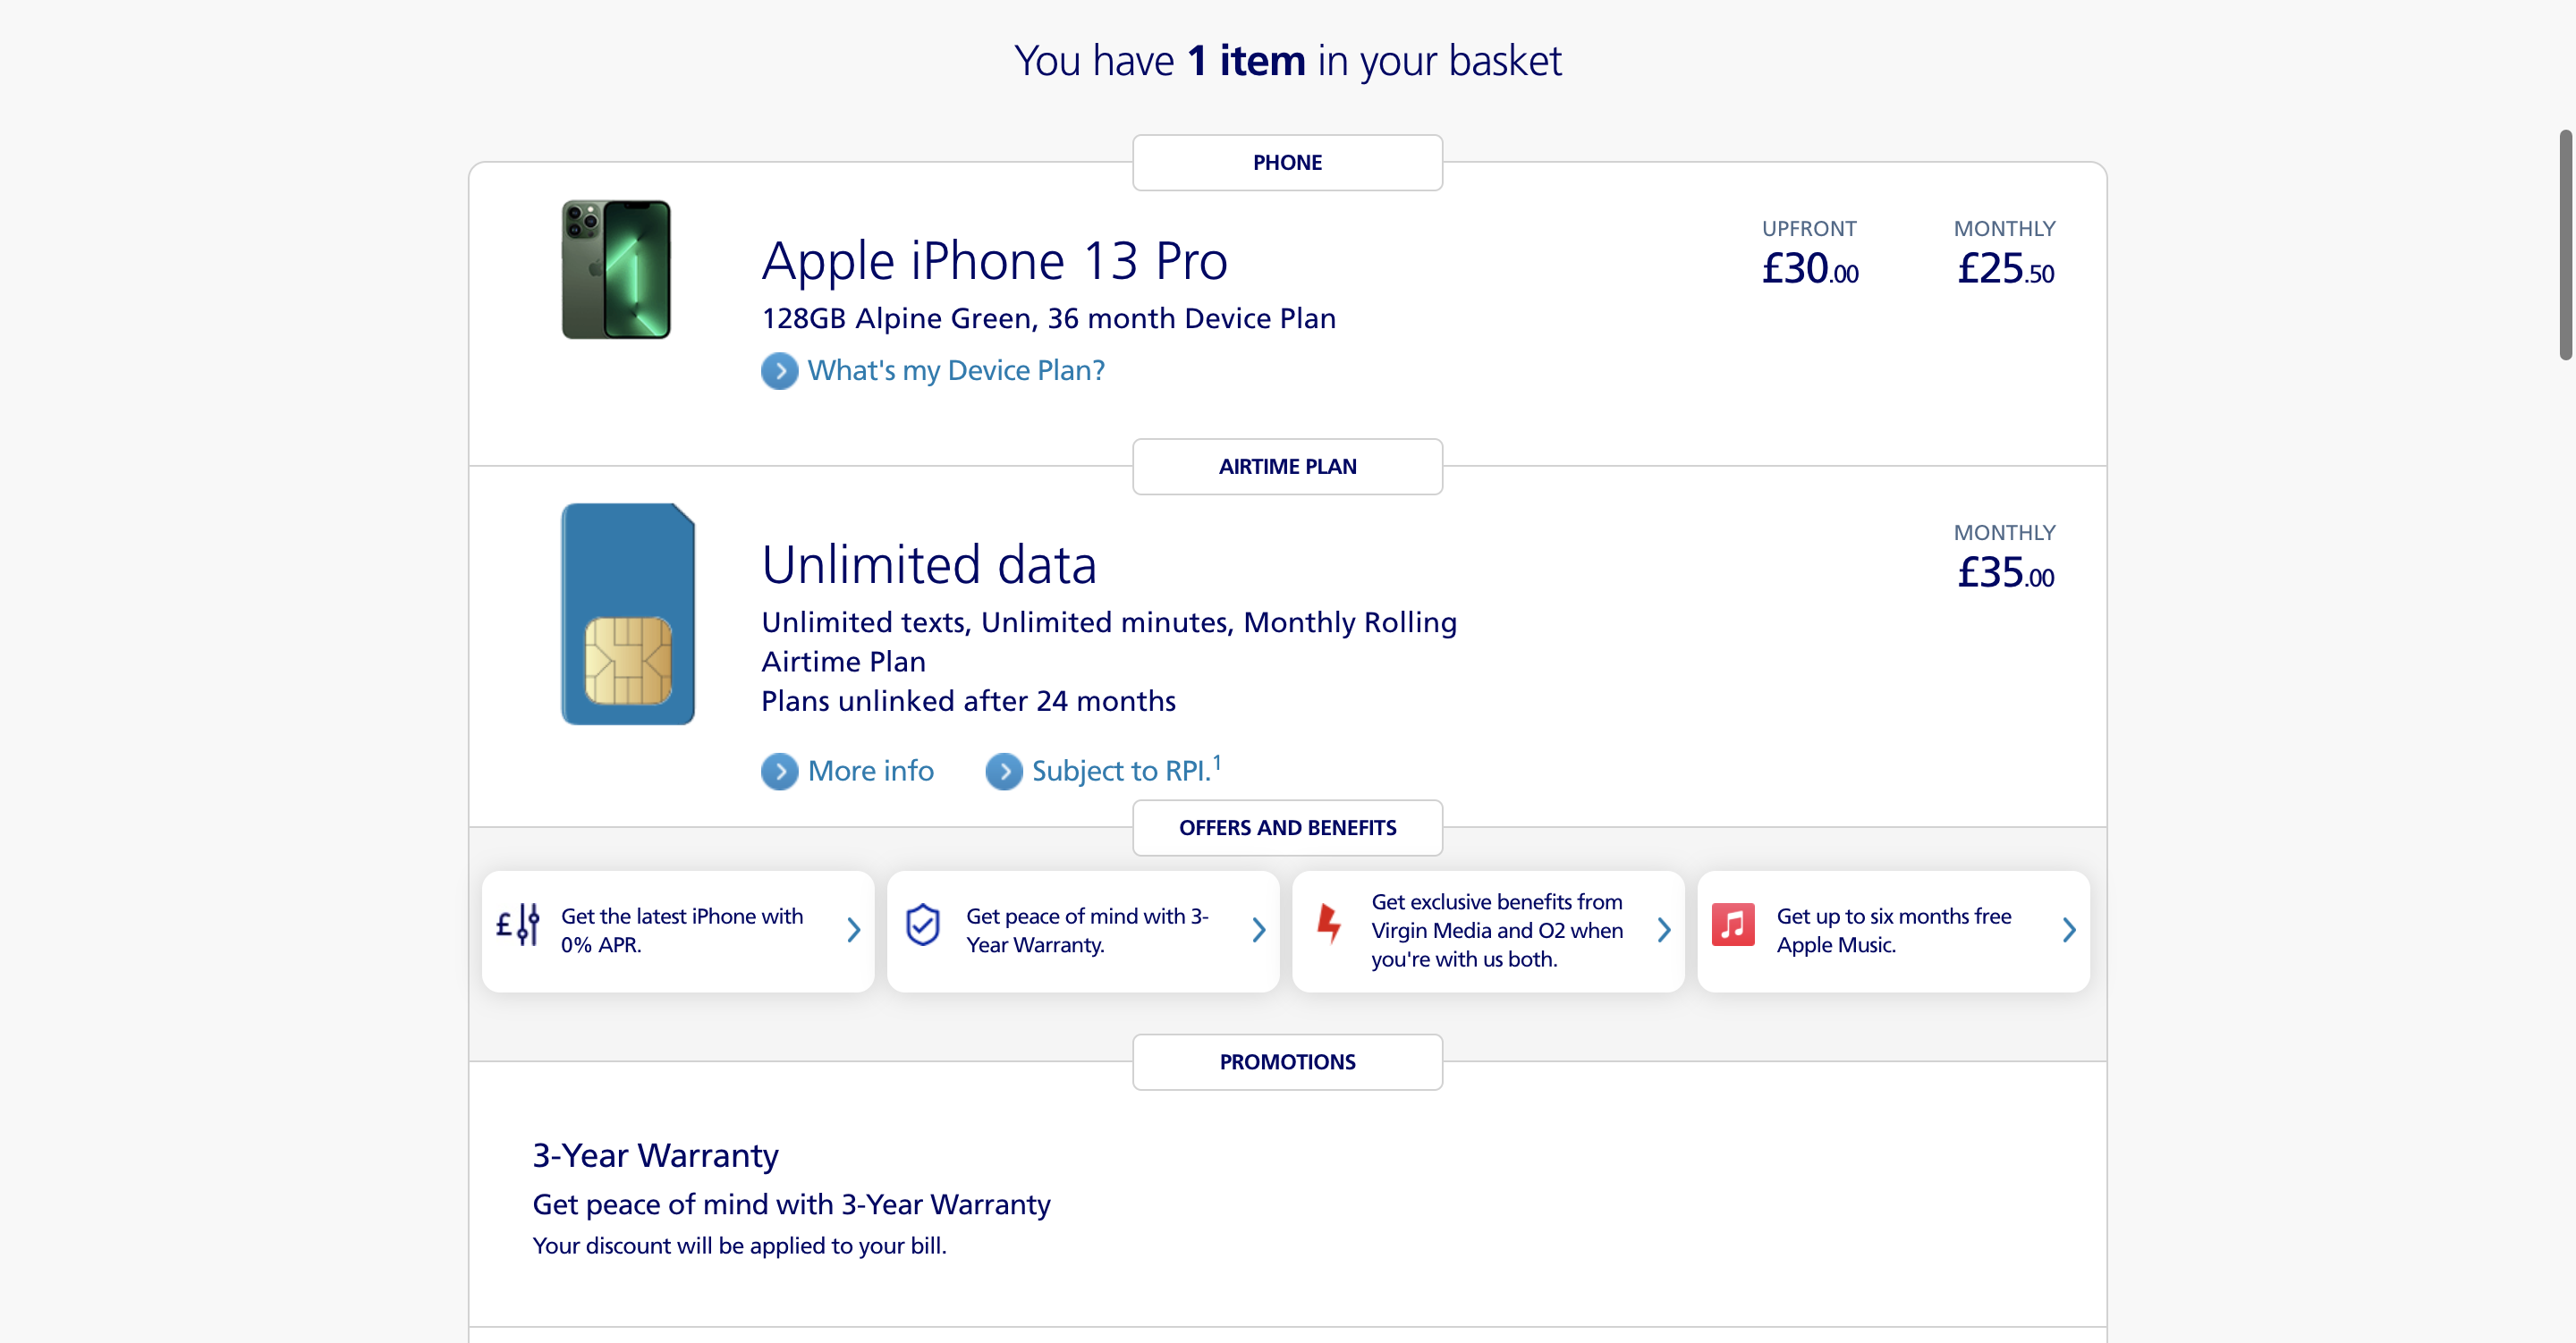 You have 1 item in your basket
PHONE
Apple iPhone 13 Pro
128GB Alpine Green, 36 month Device Plan
What's my Device Plan?
UPFRONT
£30.00
MONTHLY
£25.50
AIRTIME PLAN
Unlimited data
Unlimited texts, Unlimited minutes, Monthly Rolling
Airtime Plan
Plans unlinked after 24 months
More info
Subject to RPI.1
MONTHLY
£35.00
OFFERS AND BENEFITS
Get the latest iPhone with
0% APR.
Get peace of mind with 3-
Year Warranty.
Get exclusive benefits from
Virgin Media and O2 when
you're with us both.
Get up to six months free
Apple Music.
PROMOTIONS
3-Year Warranty
Get peace of mind with 3-Year Warranty
Your discount will be applied to your bill.